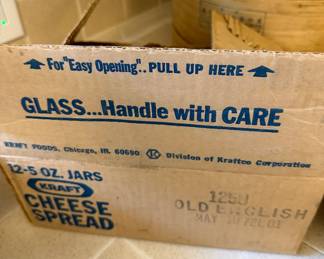 For "Easy Opening".. PULL UP HERE
GLASS...Handle with CARE
KRAFT FOODS, Chicago, Ill. 60690 K Division of Kraftco Corporation
12-5 OZ. JARS
KRAFT
CHEESE
SPREAD
OLD ENGLISH
MAY